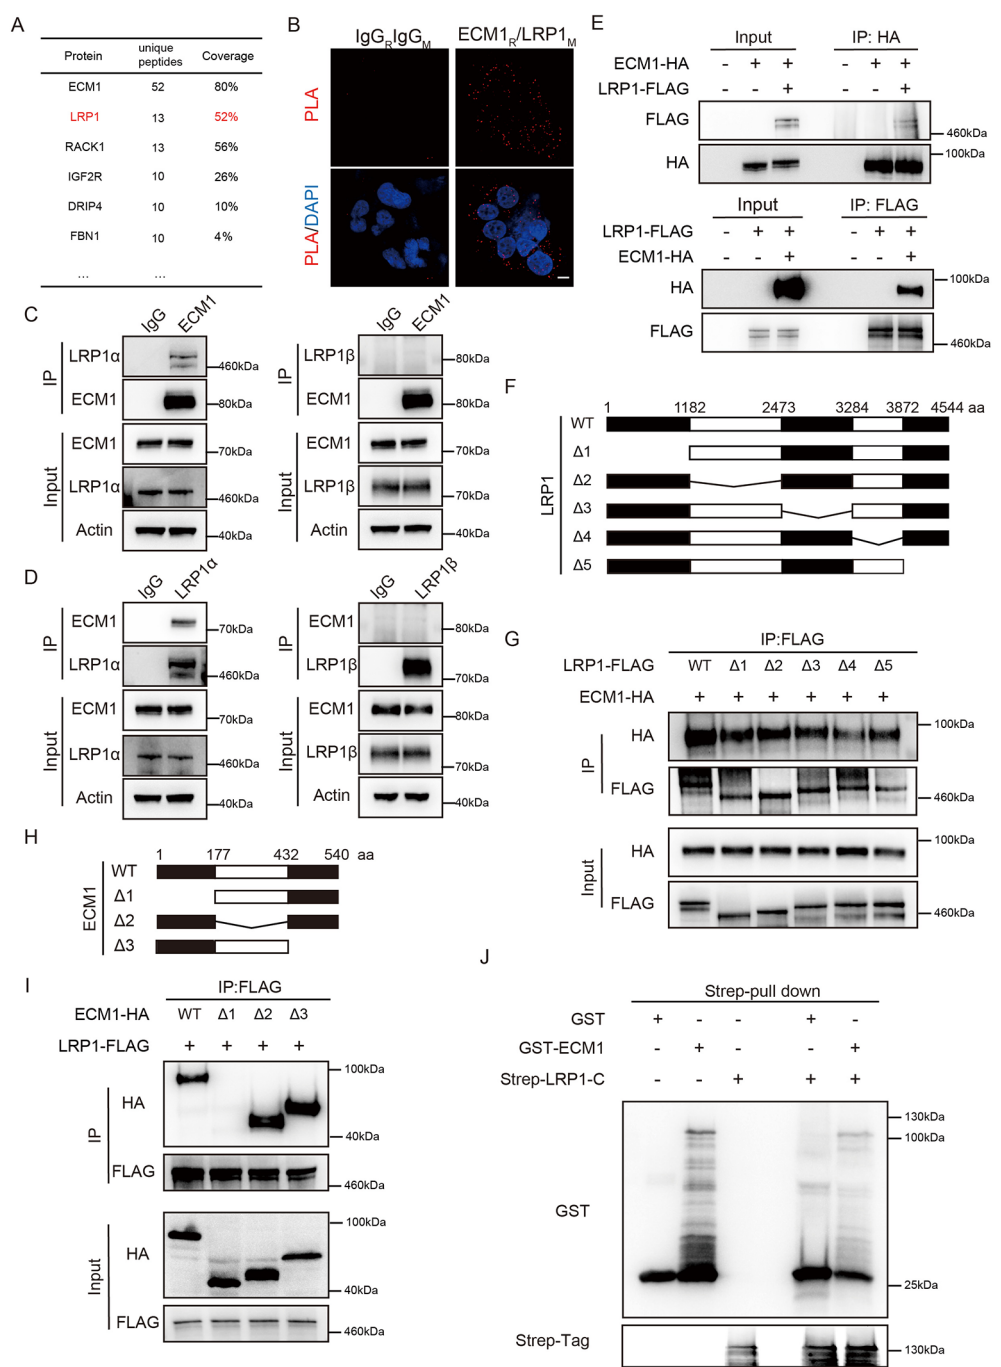 A
Protein unique peptides Coverage
ECM1 52 80%
LRP1 13 52%
RACK1 13 56%
IGF2R 10 26%
DRIP4 10 10%
FBN1 10 4%
... ...
B
IgG_R IgG_M ECM1_R/LRP1_M
PLA
PLA/DAPI
C
IgG ECM1
IP
LRP1α 460kDa
ECM1 80kDa
Input
ECM1 70kDa
LRP1α 460kDa
Actin 40kDa
IgG ECM1
IP
LRP1β 80kDa
ECM1 80kDa
Input
ECM1 70kDa
LRP1β 70kDa
Actin 40kDa
D
IgG LRP1α
IP
ECM1 70kDa
LRP1α 460kDa
Input
ECM1 70kDa
LRP1α 460kDa
Actin 40kDa
IgG LRP1β
IP
ECM1 80kDa
LRP1β 70kDa
Input
ECM1 80kDa
LRP1β 70kDa
Actin 40kDa
E
Input IP: HA
ECM1-HA - + + - + +
LRP1-FLAG - - + - - +
FLAG 460kDa
HA 100kDa
Input IP: FLAG
LRP1-FLAG - + + - + +
ECM1-HA - - + - - +
HA 100kDa
FLAG 460kDa
F
1 1182 2473 3284 3872 4544 aa
LRP1
WT
Δ1
Δ2
Δ3
Δ4
Δ5
G
IP:FLAG
LRP1-FLAG WT Δ1 Δ2 Δ3 Δ4 Δ5
ECM1-HA + + + + + +
IP
HA 100kDa
FLAG 460kDa
Input
HA 100kDa
FLAG 460kDa
H
1 177 432 540 aa
ECM1
WT
Δ1
Δ2
Δ3
I
IP:FLAG
ECM1-HA WT Δ1 Δ2 Δ3
LRP1-FLAG + + + +
IP
HA 100kDa
40kDa
FLAG 460kDa
Input
HA 100kDa
40kDa
FLAG 460kDa
J
Strep-pull down
GST + - - + -
GST-ECM1 - + - - +
Strep-LRP1-C - - + + +
GST
130kDa
100kDa
25kDa
Strep-Tag 130kDa